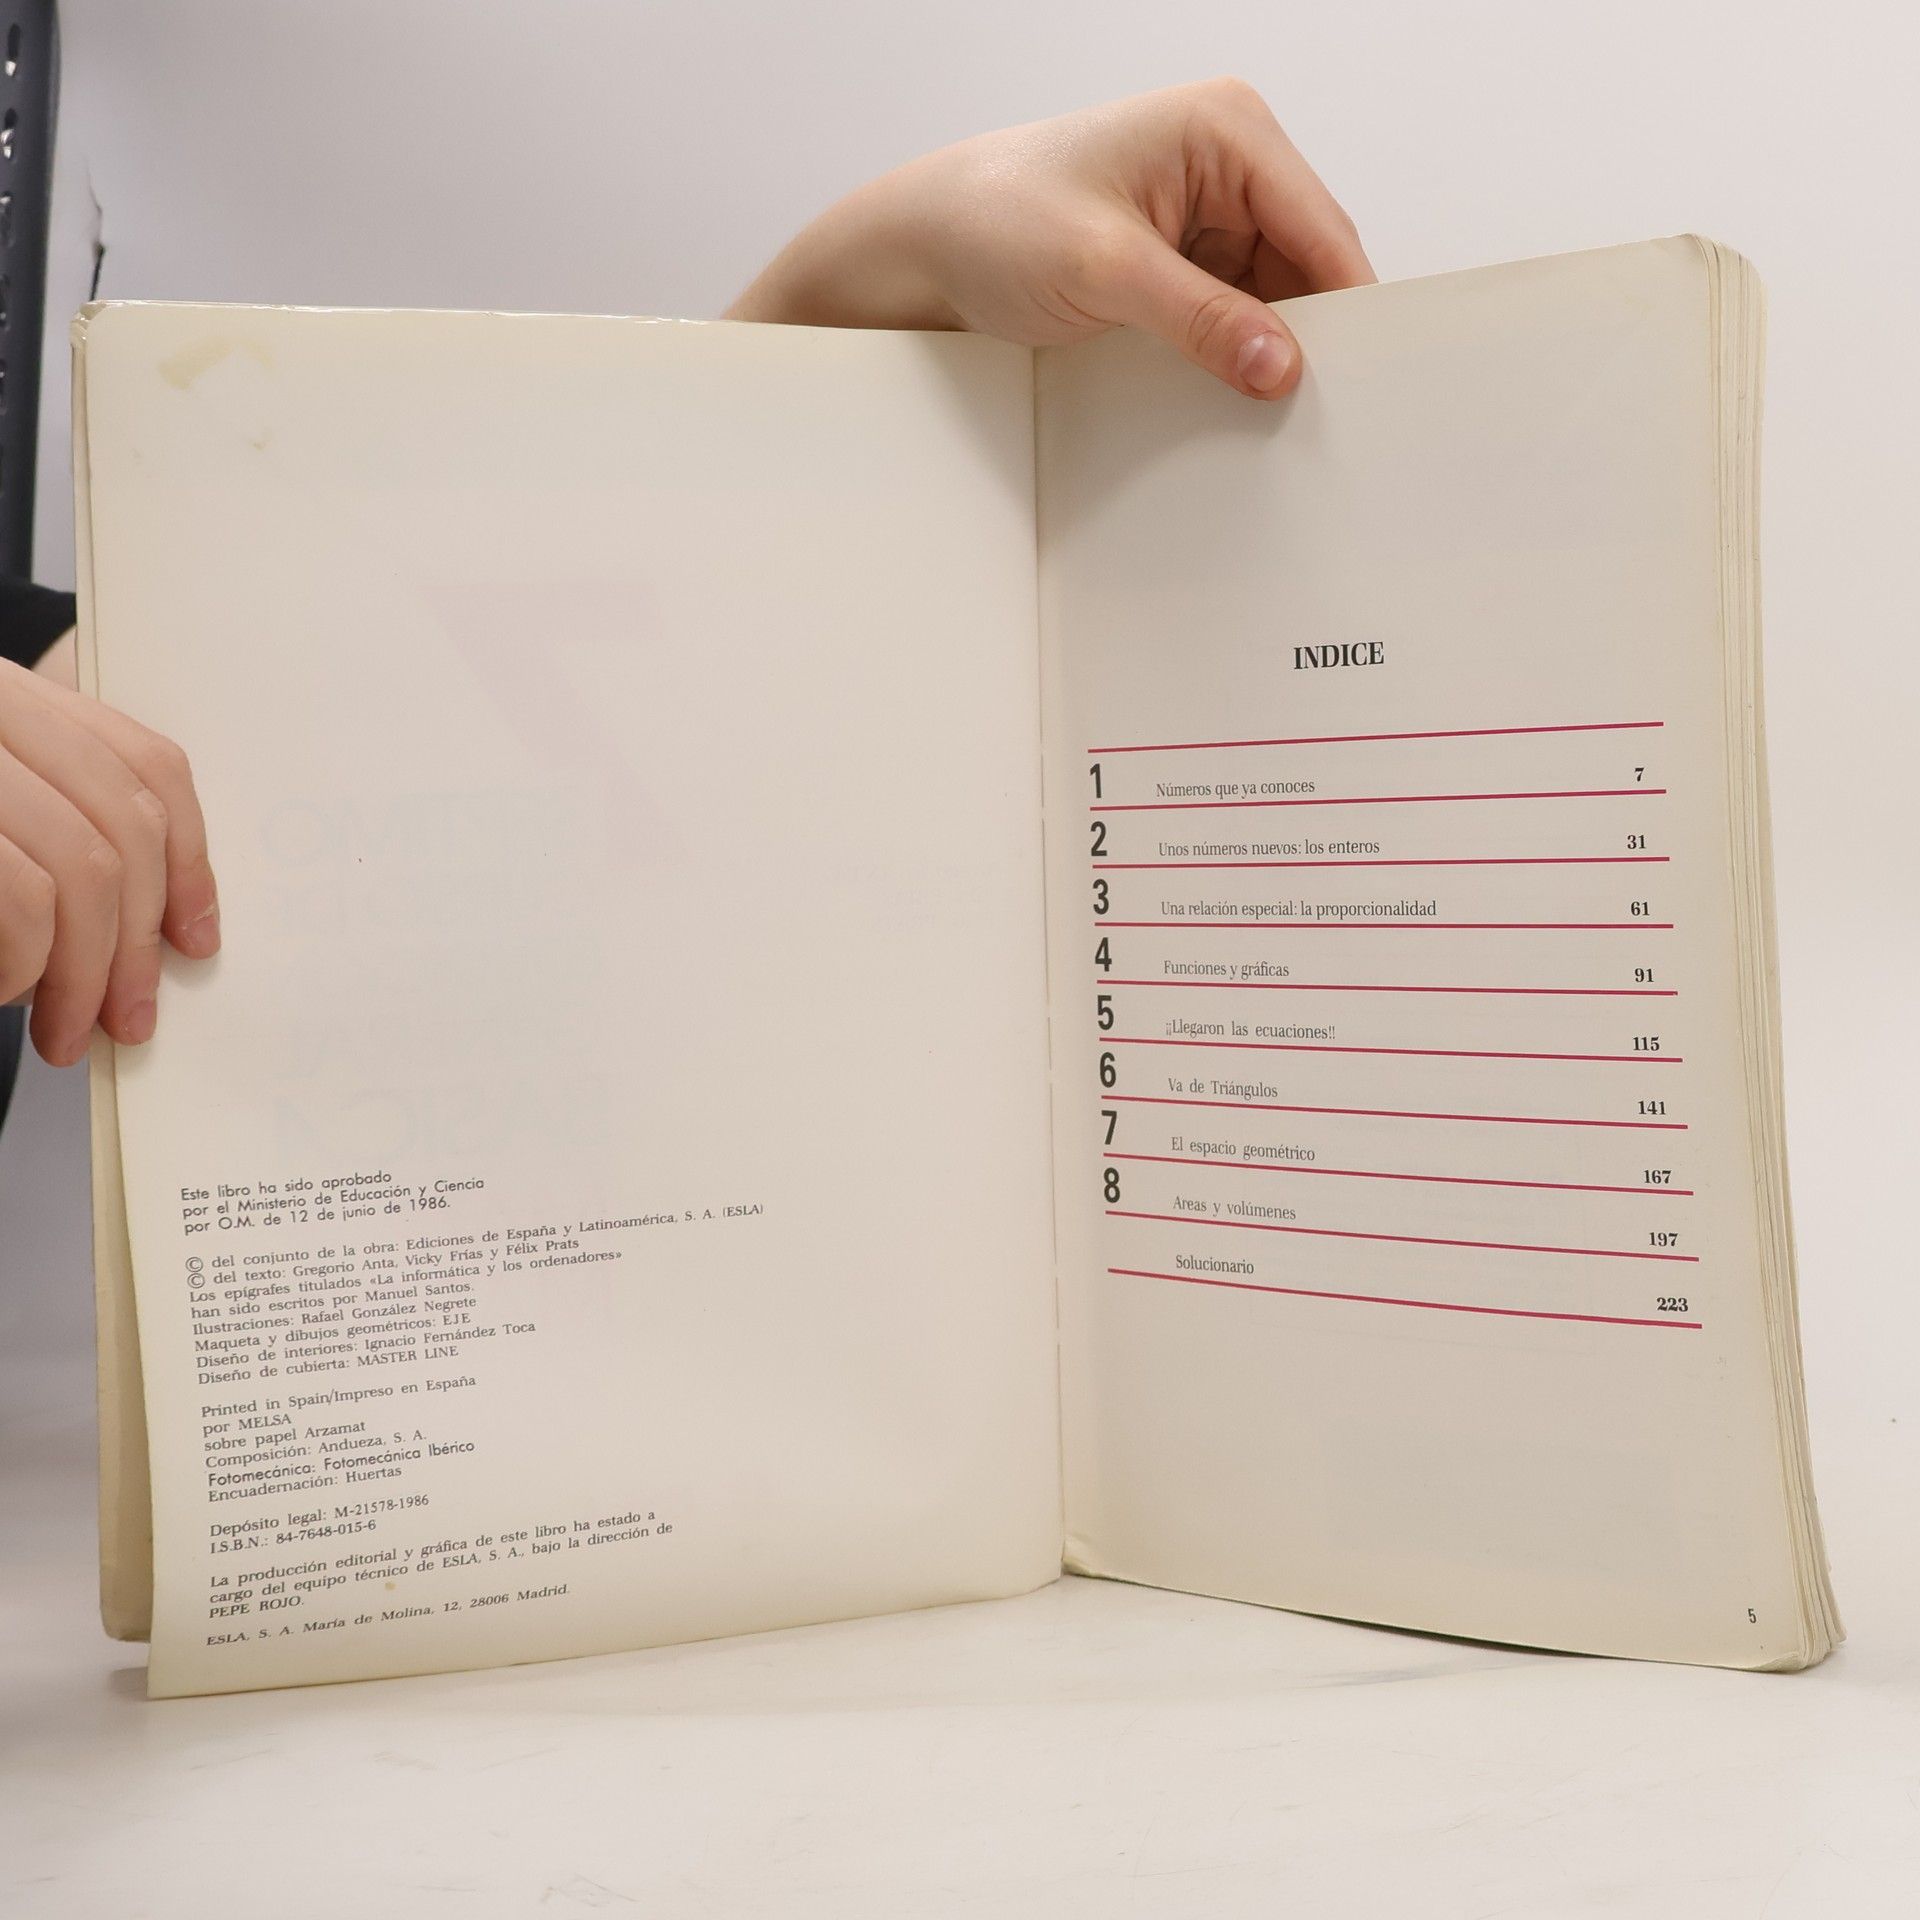 Este libro ha sido aprobado
por el Ministerio de Educación y Ciencia
por O.M. de 12 de junio de 1986.
© del conjunto de la obra: Ediciones de España y Latinoamérica, S. A. (ESLA)
© del texto: Gregorio Anta, Vicky Frías y Félix Prats
Los epígrafes titulados «La informática y los ordenadores»
han sido escritos por Manuel Santos.
Ilustraciones: Rafael González Negrete
Maqueta y dibujos geométricos: EJE
Diseño de interiores: Ignacio Fernández Toca
Diseño de cubierta: MASTER LINE
Printed in Spain/Impreso en España
por MELSA
sobre papel Arzamat
Composición: Andueza, S. A.
Fotomecánica: Fotomecánica Ibérico
Encuadernación: Huertas
Depósito legal: M-21578-1986
I.S.B.N.: 84-7648-015-6
La producción editorial y gráfica de este libro ha estado a
cargo del equipo técnico de ESLA, S. A., bajo la dirección de
PEPE ROJO.
ESLA, S. A. María de Molina, 12, 28006 Madrid.
INDICE
1 Números que ya conoces 7
2 Unos números nuevos: los enteros 31
3 Una relación especial: la proporcionalidad 61
4 Funciones y gráficas 91
5 ¡¡Llegaron las ecuaciones!! 115
6 Va de Triángulos 141
7 El espacio geométrico 167
8 Areas y volúmenes 197
Solucionario 223
5